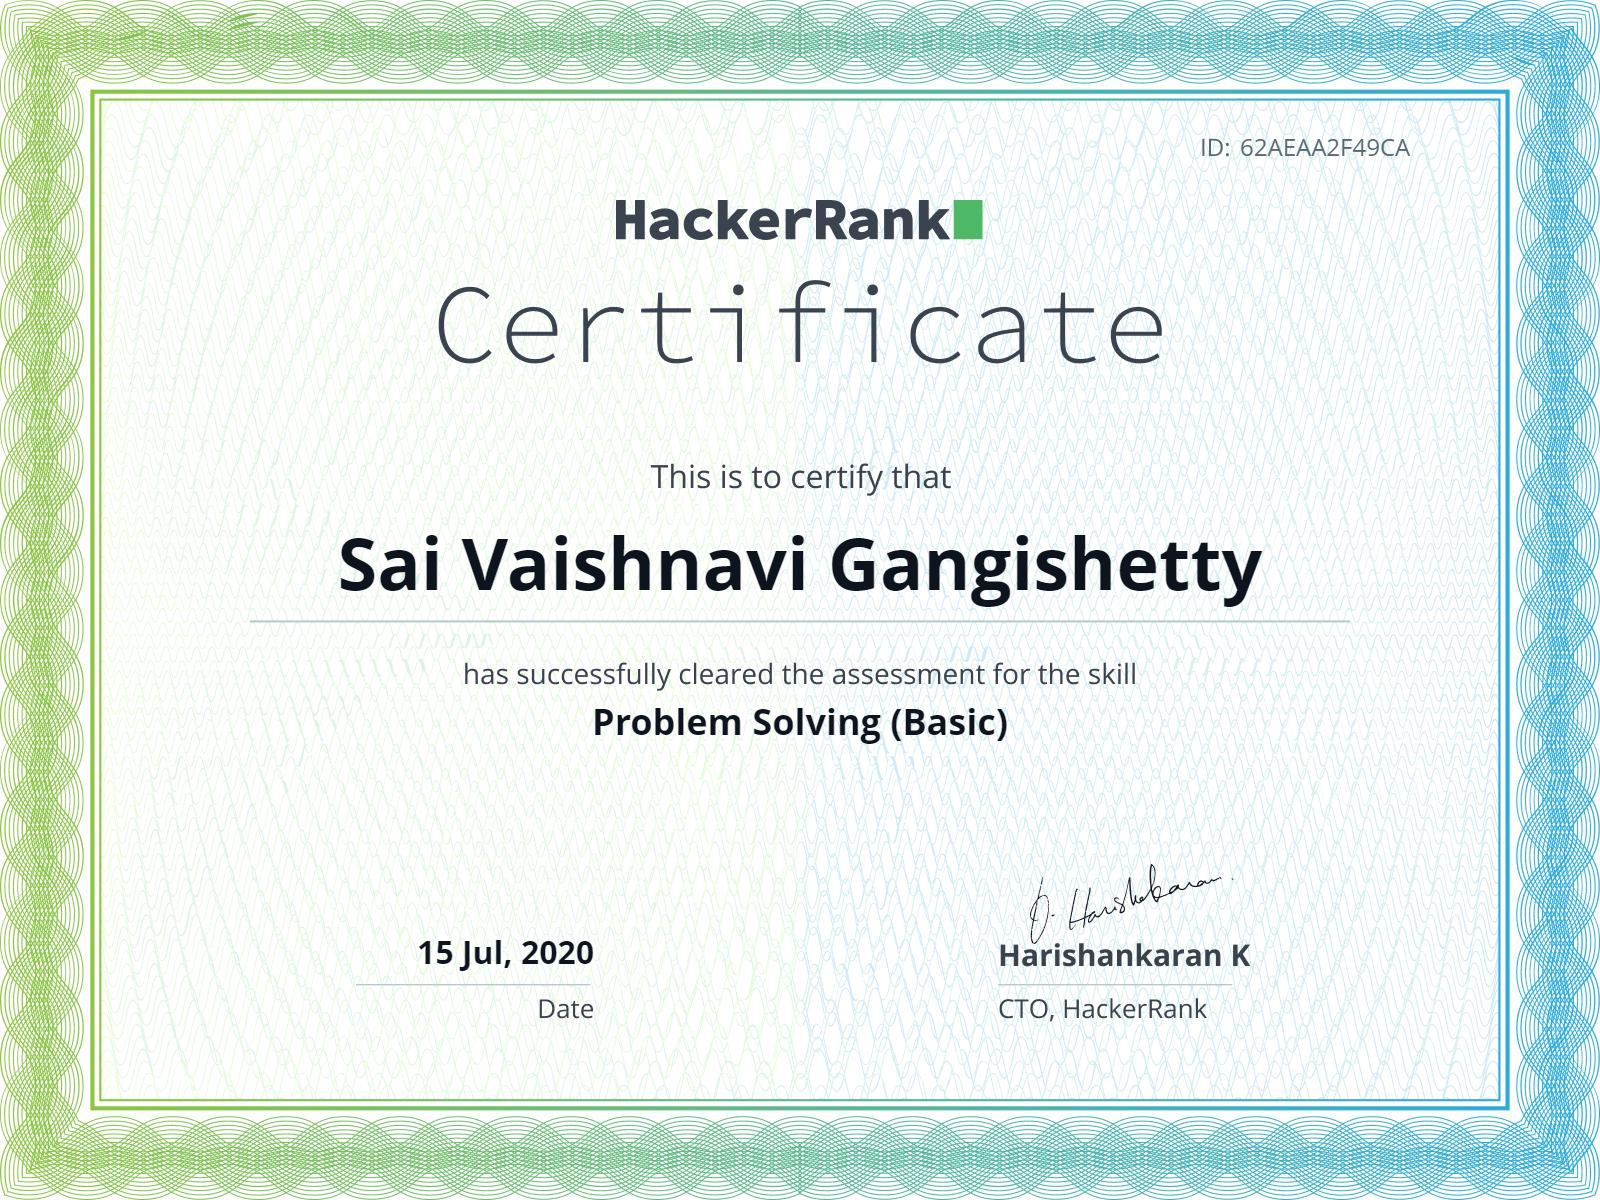 ID: 62AEAA2F49CA
HackerRank
Certificate
This is to certify that
Sai Vaishnavi Gangishetty
has successfully cleared the assessment for the skill
Problem Solving (Basic)
15 Jul, 2020
Date
Harishankaran K
CTO, HackerRank